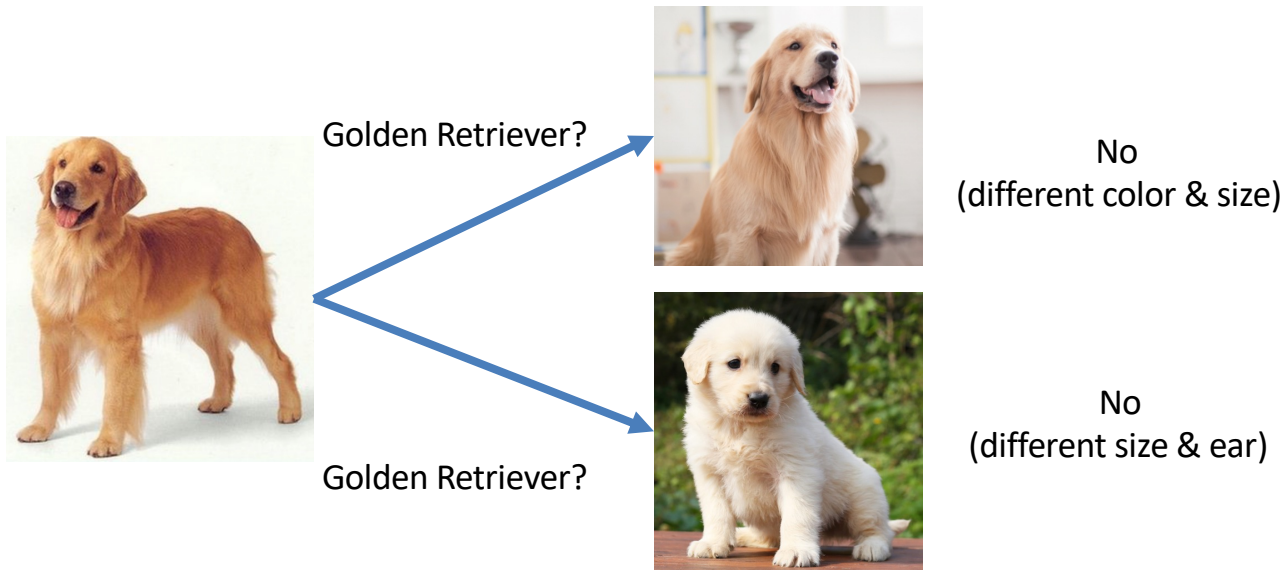 Golden Retriever?
No
(different color & size)
No
(different size & ear)
Golden Retriever?